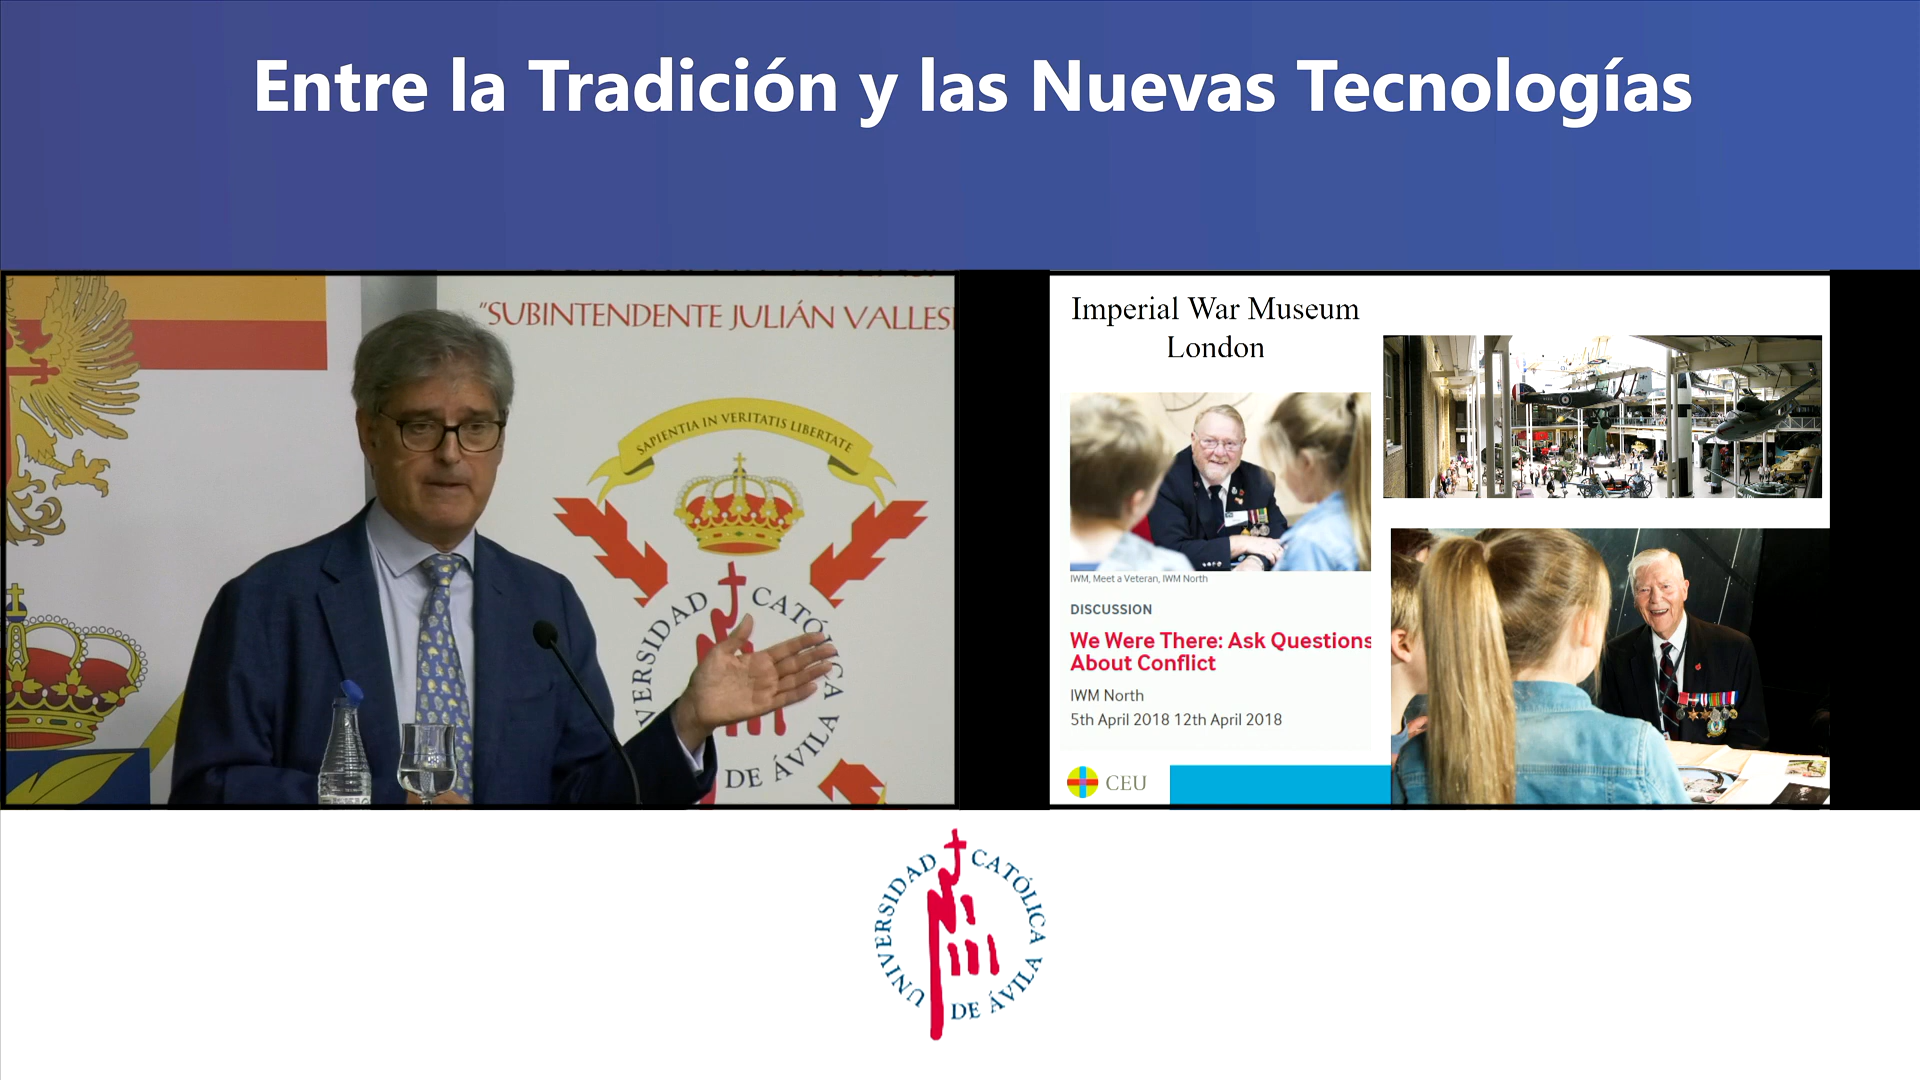 Entre la Tradición y las Nuevas Tecnologías
"SUBINTENDENTE JULIÁN VALLES
SAPIENTIA IN VERITATIS LIBERTATE
VERSIDAD CATÓLICA
DE ÁVILA
Imperial War Museum
London
IWM, Meet a Veteran, IWM North
DISCUSSION
We Were There: Ask Questions
About Conflict
IWM North
5th April 2018 12th April 2018
CEU
UNIVERSIDAD CATÓLICA
DE ÁVILA